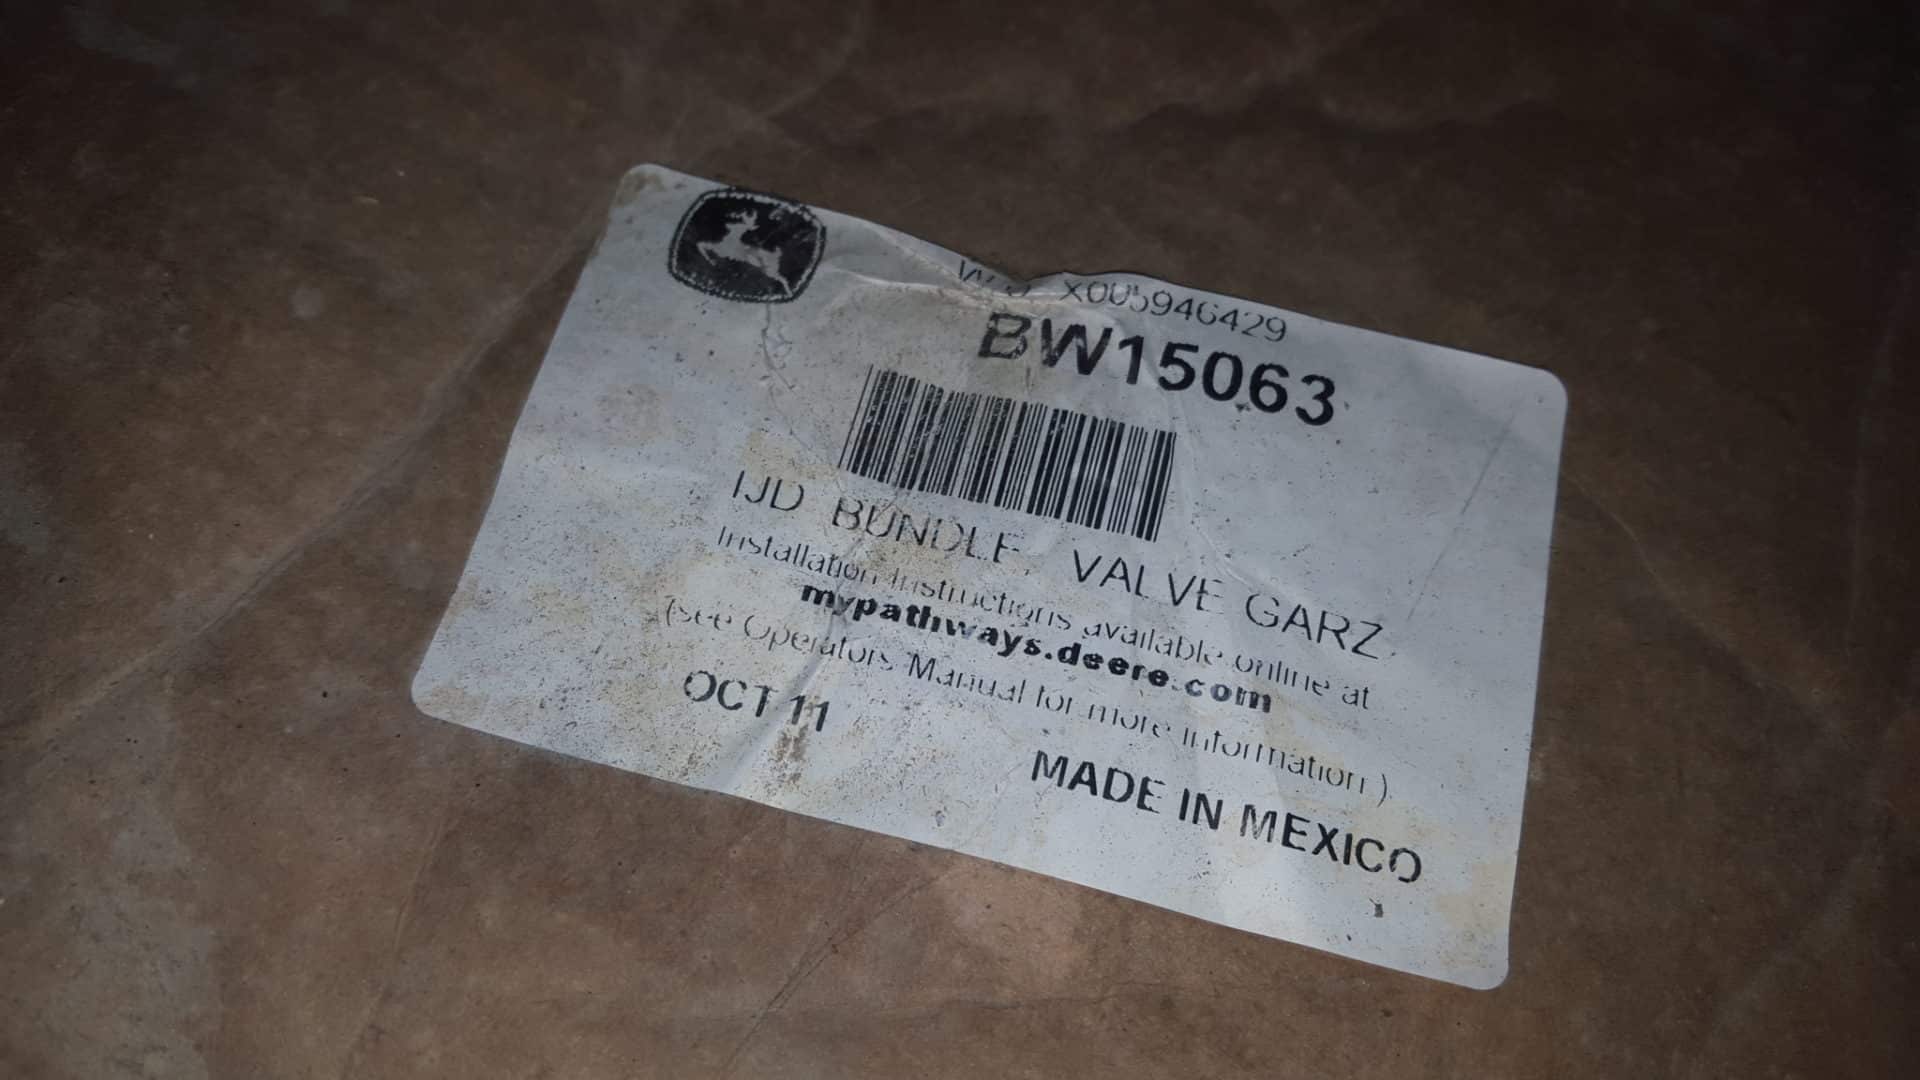 X005946429
BW15063
IJD BUNDLE, VALVE GARZ
Installation Instructions available online at
mypathways.deere.com
(see Operators Manual for more information )
OCT 11
MADE IN MEXICO